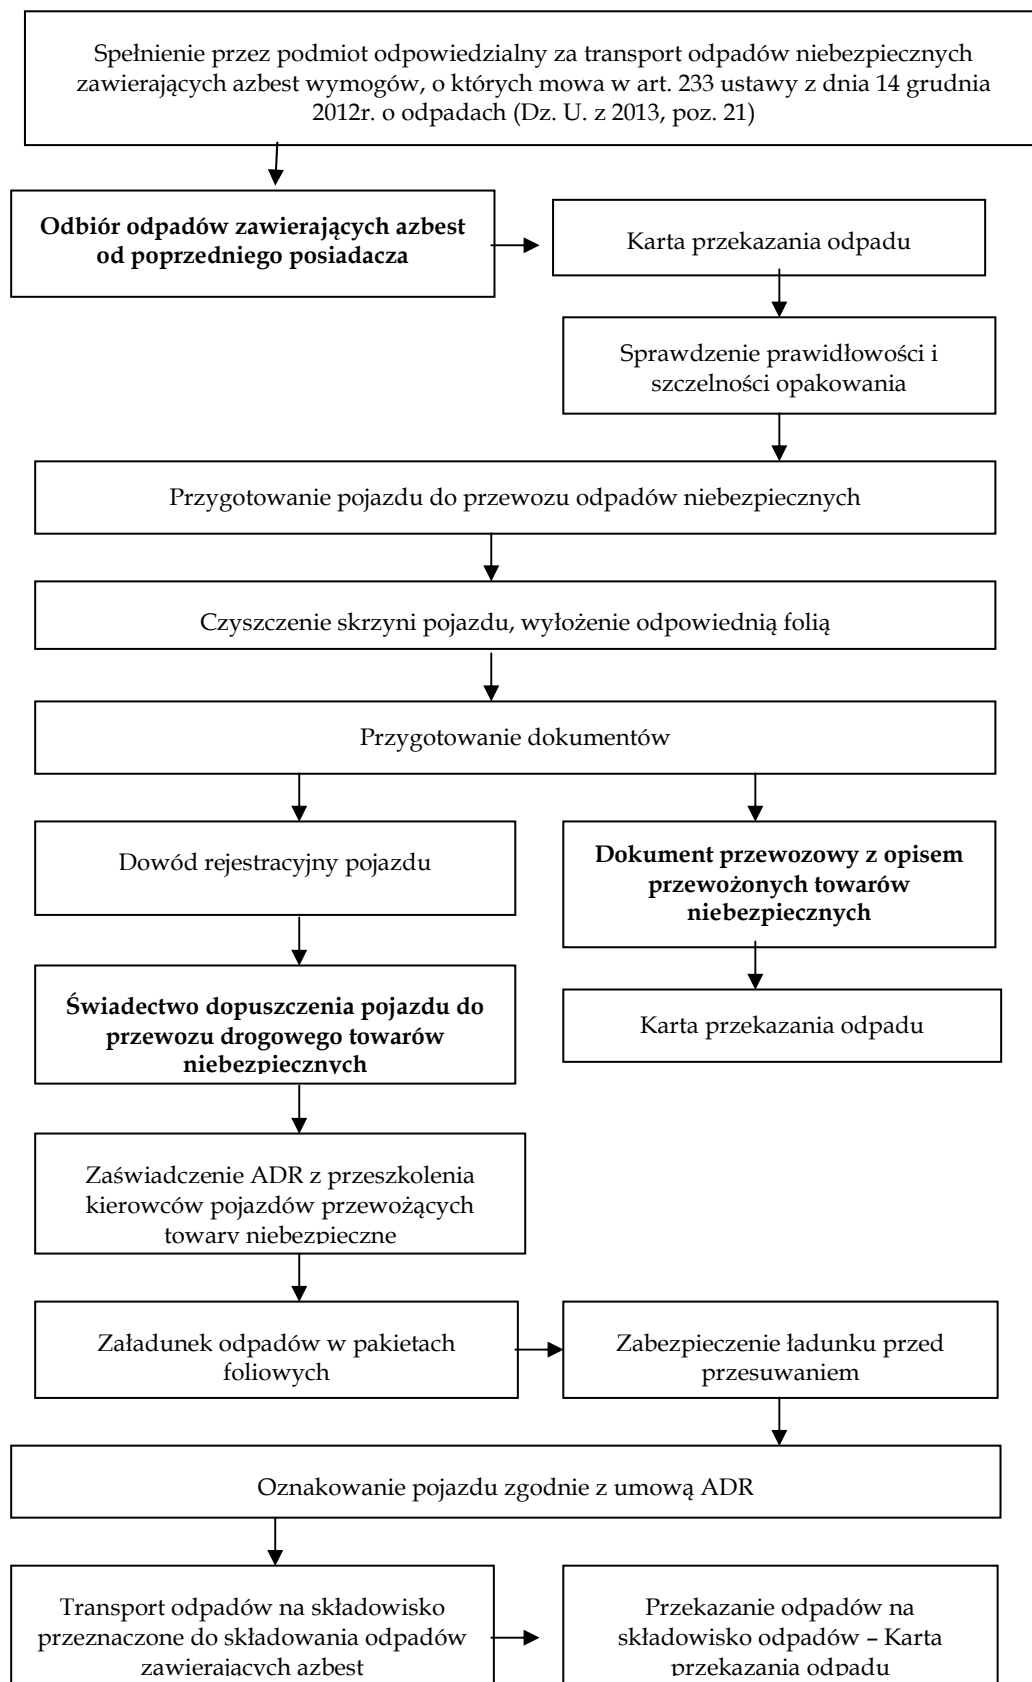 Spełnienie przez podmiot odpowiedzialny za transport odpadów niebezpiecznych
zawierających azbest wymogów, o których mowa w art. 233 ustawy z dnia 14 grudnia
2012r. o odpadach (Dz. U. z 2013, poz. 21)
Odbiór odpadów zawierających azbest
od poprzedniego posiadacza
Karta przekazania odpadu
Sprawdzenie prawidłowości i
szczelności opakowania
Przygotowanie pojazdu do przewozu odpadów niebezpiecznych
Czyszczenie skrzyni pojazdu, wyłożenie odpowiednią folią
Przygotowanie dokumentów
Dowód rejestracyjny pojazdu
Dokument przewozowy z opisem
przewożonych towarów
niebezpiecznych
Świadectwo dopuszczenia pojazdu do
przewozu drogowego towarów
niebezpiecznych
Karta przekazania odpadu
Zaświadczenie ADR z przeszkolenia
kierowców pojazdów przewożących
towary niebezpieczne
Załadunek odpadów w pakietach
foliowych
Zabezpieczenie ładunku przed
przesuwaniem
Oznakowanie pojazdu zgodnie z umową ADR
Transport odpadów na składowisko
przeznaczone do składowania odpadów
zawierających azbest
Przekazanie odpadów na
składowisko odpadów – Karta
przekazania odpadu